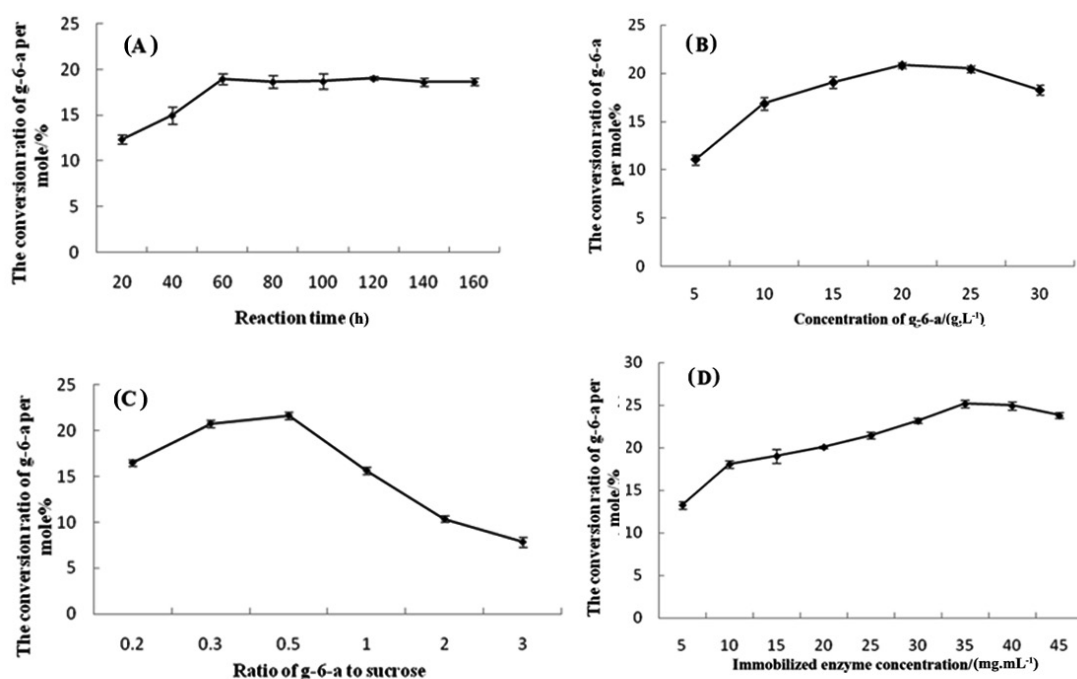 (A)
The conversion ratio of g-6-a per
mole/%
25
20
15
10
5
0
20 40 60 80 100 120 140 160
Reaction time (h)
(B)
The conversion ratio of g-6-a
per mole%
25
20
15
10
5
0
5 10 15 20 25 30
Concentration of g-6-a/(g.L-1)
(C)
The conversion ratio of g-6-a per
mole%
25
20
15
10
5
0
0.2 0.3 0.5 1 2 3
Ratio of g-6-a to sucrose
(D)
The conversion ratio of g-6-a per
mole/%
30
25
20
15
10
5
0
5 10 15 20 25 30 35 40 45
Immobilized enzyme concentration/(mg.mL-1)